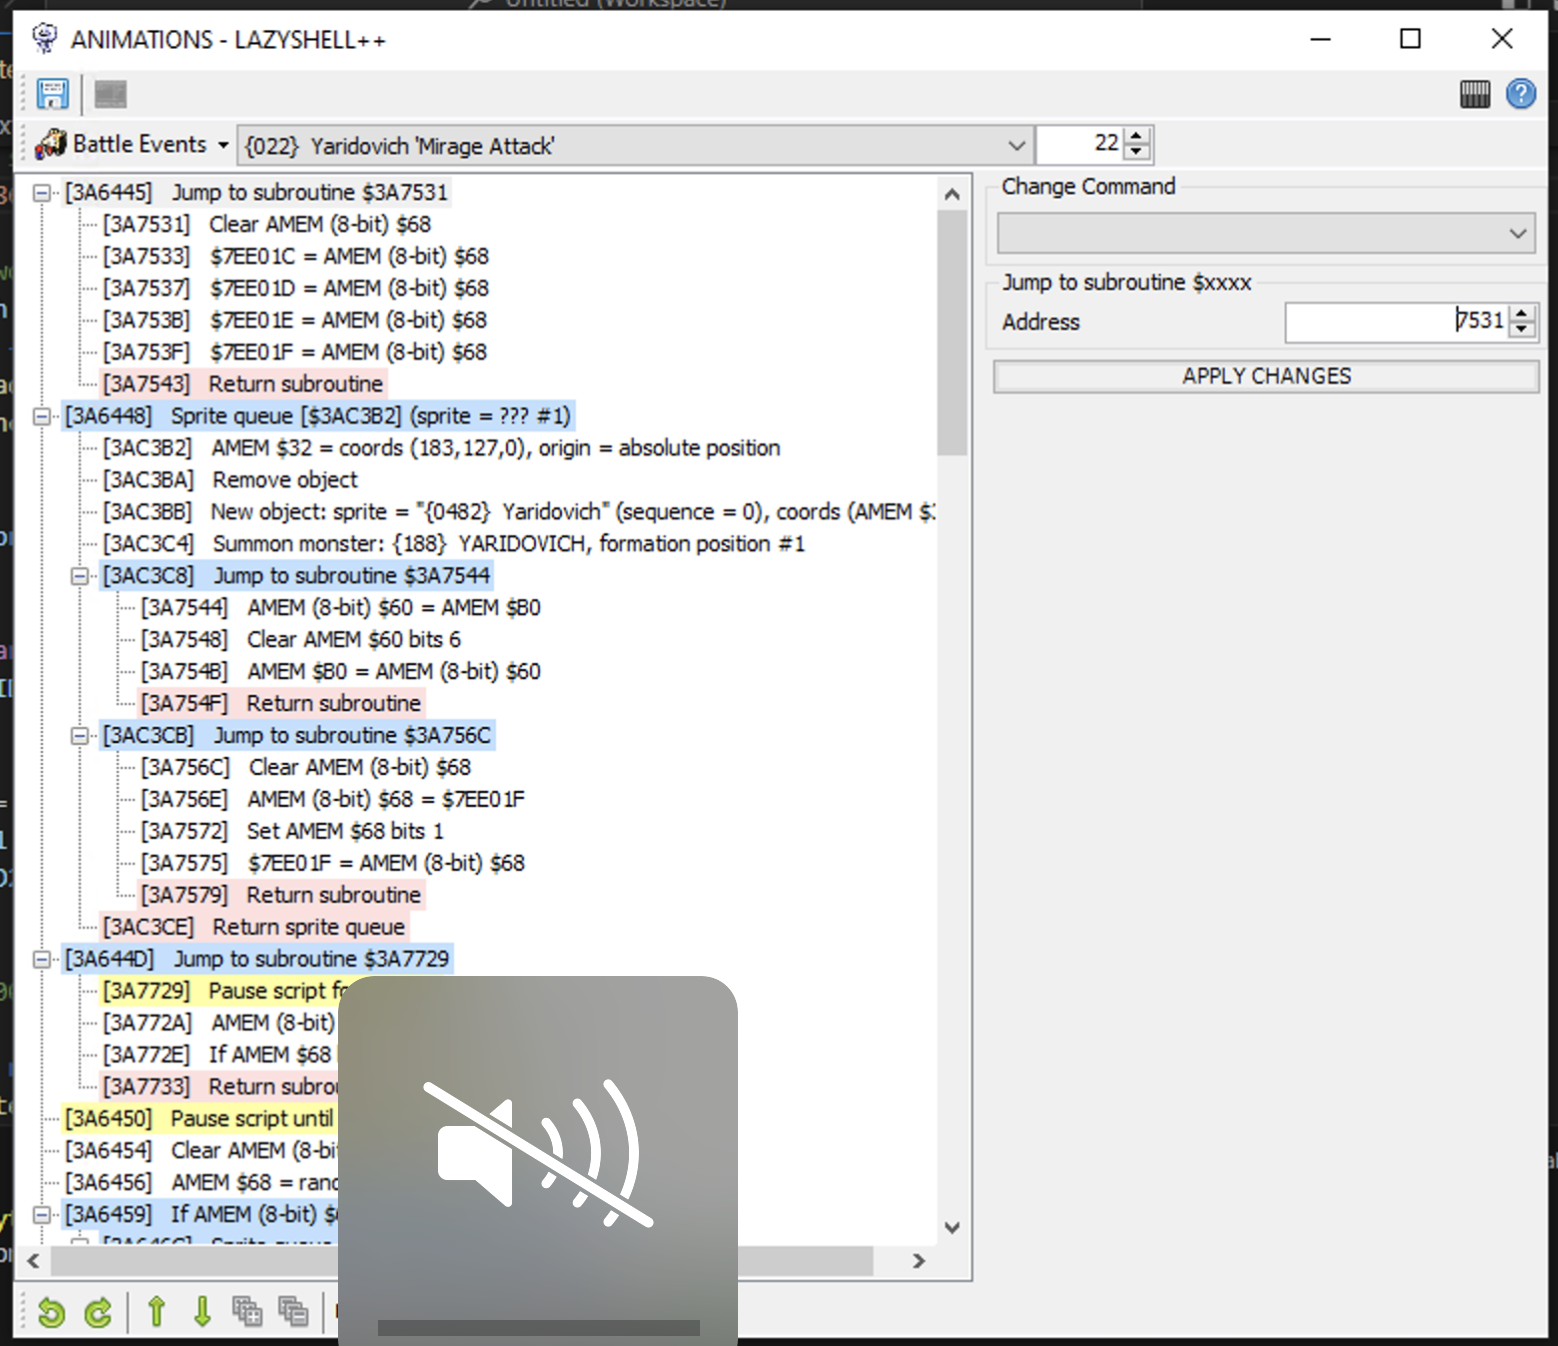 Untitled (Workspace)
ANIMATIONS - LAZYSHELL++
Battle Events
{022} Yaridovich 'Mirage Attack'
22
[3A6445] Jump to subroutine $3A7531
[3A7531] Clear AMEM (8-bit) $68
[3A7533] $7EE01C = AMEM (8-bit) $68
[3A7537] $7EE01D = AMEM (8-bit) $68
[3A753B] $7EE01E = AMEM (8-bit) $68
[3A753F] $7EE01F = AMEM (8-bit) $68
[3A7543] Return subroutine
[3A6448] Sprite queue [$3AC3B2] (sprite = ??? #1)
[3AC3B2] AMEM $32 = coords (183,127,0), origin = absolute position
[3AC3BA] Remove object
[3AC3BB] New object: sprite = "{0482} Yaridovich" (sequence = 0), coords (AMEM $
[3AC3C4] Summon monster: {188} YARIDOVICH, formation position #1
[3AC3C8] Jump to subroutine $3A7544
[3A7544] AMEM (8-bit) $60 = AMEM $B0
[3A7548] Clear AMEM $60 bits 6
[3A754B] AMEM $B0 = AMEM (8-bit) $60
[3A754F] Return subroutine
[3AC3CB] Jump to subroutine $3A756C
[3A756C] Clear AMEM (8-bit) $68
[3A756E] AMEM (8-bit) $68 = $7EE01F
[3A7572] Set AMEM $68 bits 1
[3A7575] $7EE01F = AMEM (8-bit) $68
[3A7579] Return subroutine
[3AC3CE] Return sprite queue
[3A644D] Jump to subroutine $3A7729
[3A7729] Pause script fo
[3A772A] AMEM (8-bit)
[3A772E] If AMEM $68
[3A7733] Return subrou
[3A6450] Pause script until
[3A6454] Clear AMEM (8-bi
[3A6456] AMEM $68 = ran
[3A6459] If AMEM (8-bit) $
Change Command
Jump to subroutine $xxxx
Address
7531
APPLY CHANGES